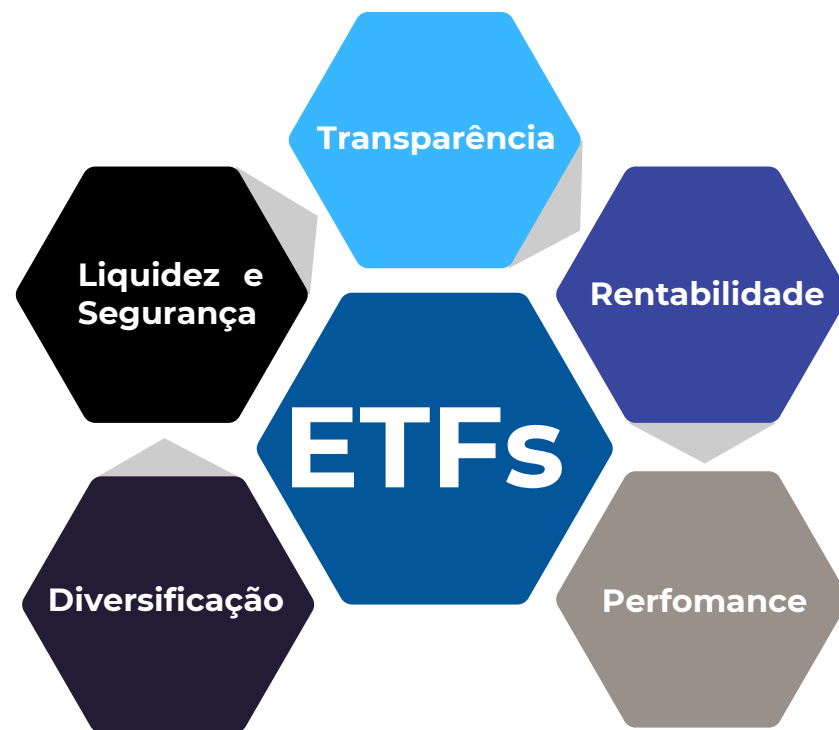 Transparência
Liquidez e
Segurança
Rentabilidade
ETFs
Diversificação
Perfomance